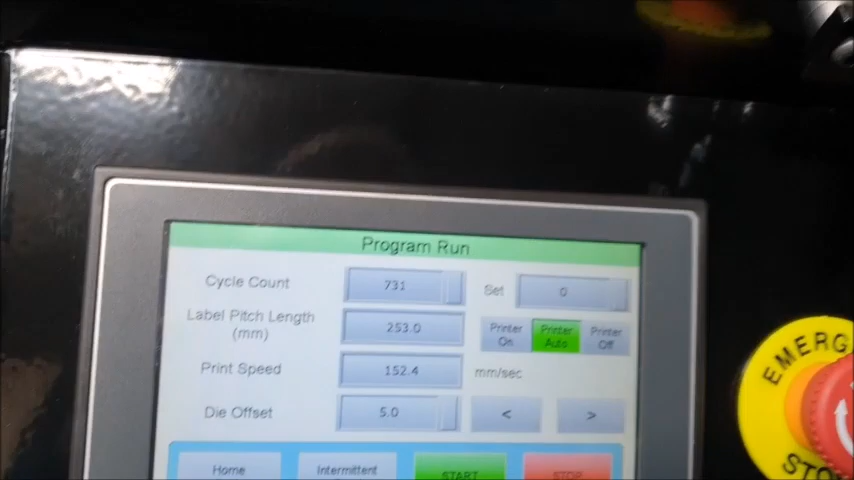 Program Run
Cycle Count 731 Set 0
Label Pitch Length (mm) 253.0 Printer On Printer Auto Printer Off
Print Speed 152.4 mm/sec
Die Offset 5.0 < >
Home Intermittent START STOP
EMERG
STO